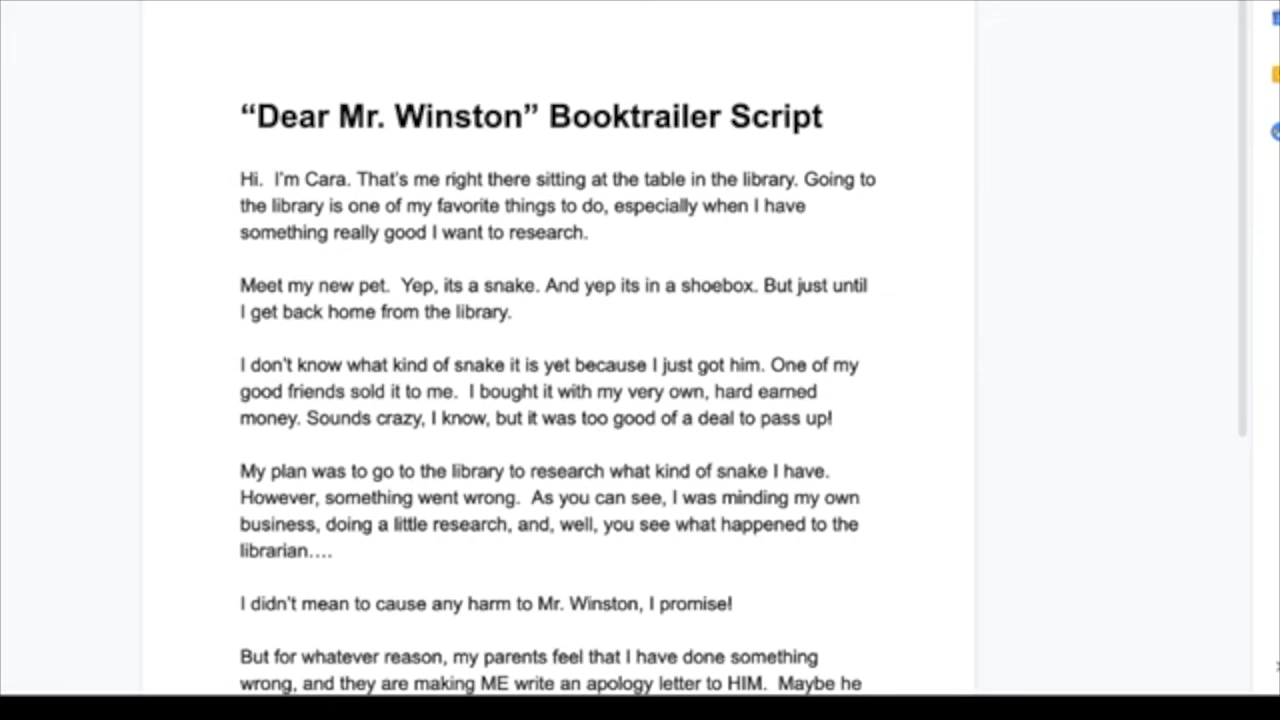 “Dear Mr. Winston” Booktrailer Script
Hi.  I'm Cara. That's me right there sitting at the table in the library. Going to
the library is one of my favorite things to do, especially when I have
something really good I want to research.
Meet my new pet.  Yep, its a snake. And yep its in a shoebox. But just until
I get back home from the library.
I don't know what kind of snake it is yet because I just got him. One of my
good friends sold it to me.  I bought it with my very own, hard earned
money. Sounds crazy, I know, but it was too good of a deal to pass up!
My plan was to go to the library to research what kind of snake I have.
However, something went wrong.  As you can see, I was minding my own
business, doing a little research, and, well, you see what happened to the
librarian….
I didn't mean to cause any harm to Mr. Winston, I promise!
But for whatever reason, my parents feel that I have done something
wrong, and they are making ME write an apology letter to HIM.  Maybe he